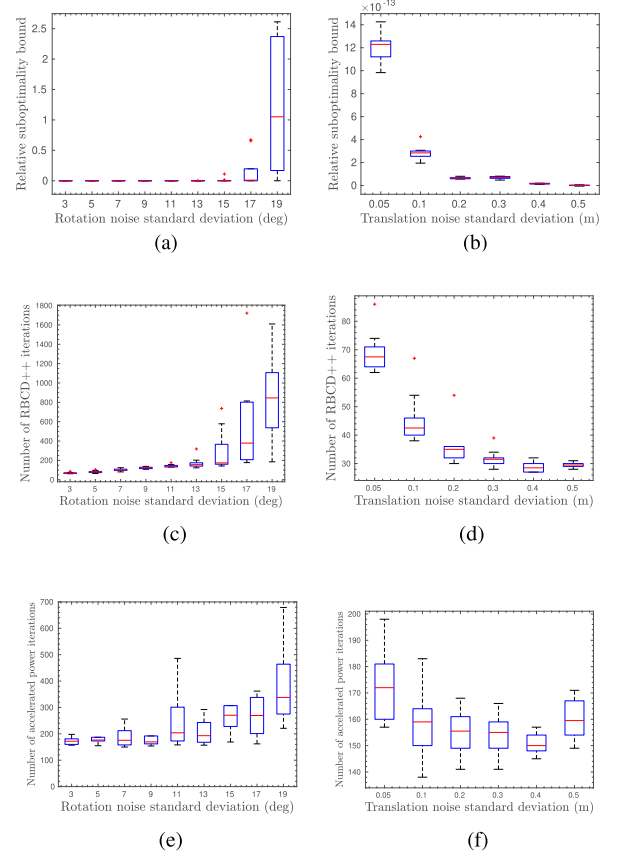 ×10⁻¹³
Relative suboptimality bound
2.5
2
1.5
1
0.5
0
3 5 7 9 11 13 15 17 19
Rotation noise standard deviation (deg)
(a)
Relative suboptimality bound
14
12
10
8
6
4
2
0
0.05 0.1 0.2 0.3 0.4 0.5
Translation noise standard deviation (m)
(b)
Number of RBCD++ iterations
1800
1600
1400
1200
1000
800
600
400
200
0
3 5 7 9 11 13 15 17 19
Rotation noise standard deviation (deg)
(c)
Number of RBCD++ iterations
80
70
60
50
40
30
0.05 0.1 0.2 0.3 0.4 0.5
Translation noise standard deviation (m)
(d)
Number of accelerated power iterations
700
600
500
400
300
200
100
0
3 5 7 9 11 13 15 17 19
Rotation noise standard deviation (deg)
(e)
Number of accelerated power iterations
200
190
180
170
160
150
140
0.05 0.1 0.2 0.3 0.4 0.5
Translation noise standard deviation (m)
(f)